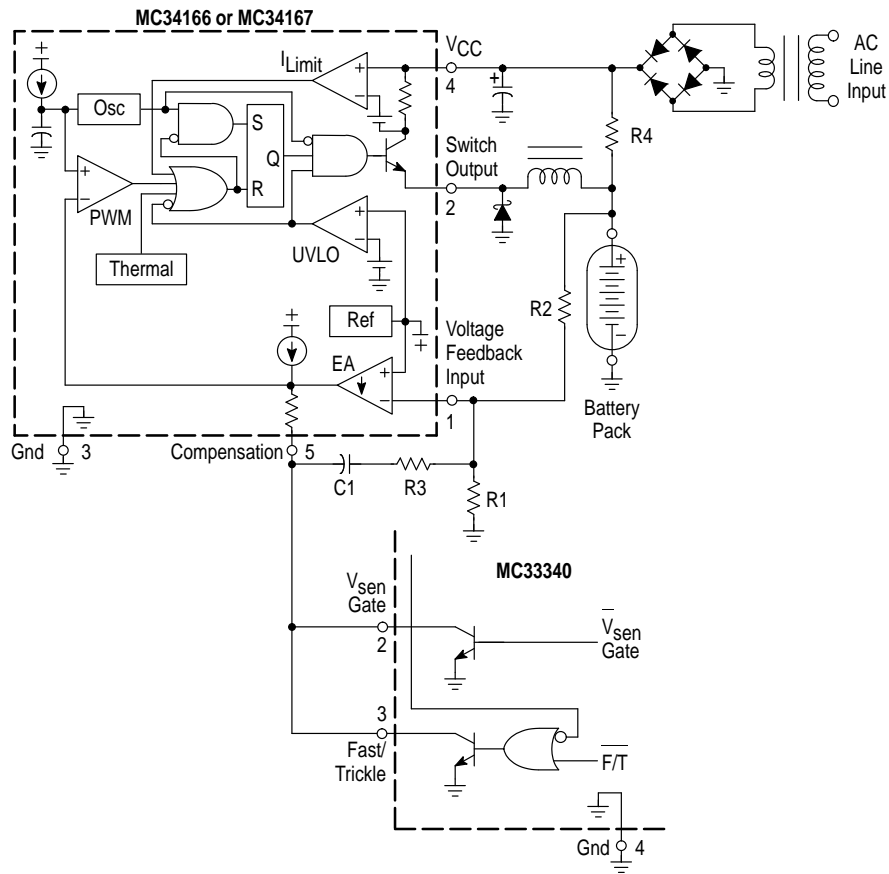 MC34166 or MC34167
I Limit
VCC
4
AC
Line
Input
Osc
S
Q
R
PWM
Thermal
UVLO
Switch
Output
2
R4
R2
Ref
EA
Voltage
Feedback
Input
1
+
−
Battery
Pack
Gnd
3
Compensation
5
C1
R3
R1
MC33340
Vsen
Gate
2
V̅sen
Gate
3
Fast/
Trickle
F̅/̅T̅
Gnd
4